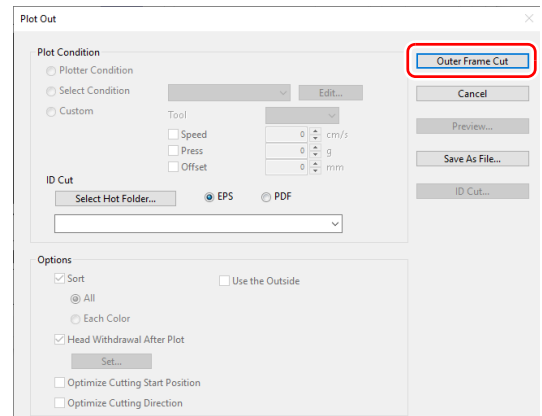 Plot Out
Plot Condition
Plotter Condition
Select Condition
Edit...
Custom
Tool
Speed
0
cm/s
Press
0
g
Offset
0
mm
ID Cut
Select Hot Folder...
EPS
PDF
Options
Sort
Use the Outside
All
Each Color
Head Withdrawal After Plot
Set...
Optimize Cutting Start Position
Optimize Cutting Direction
Outer Frame Cut
Cancel
Preview...
Save As File...
ID Cut...